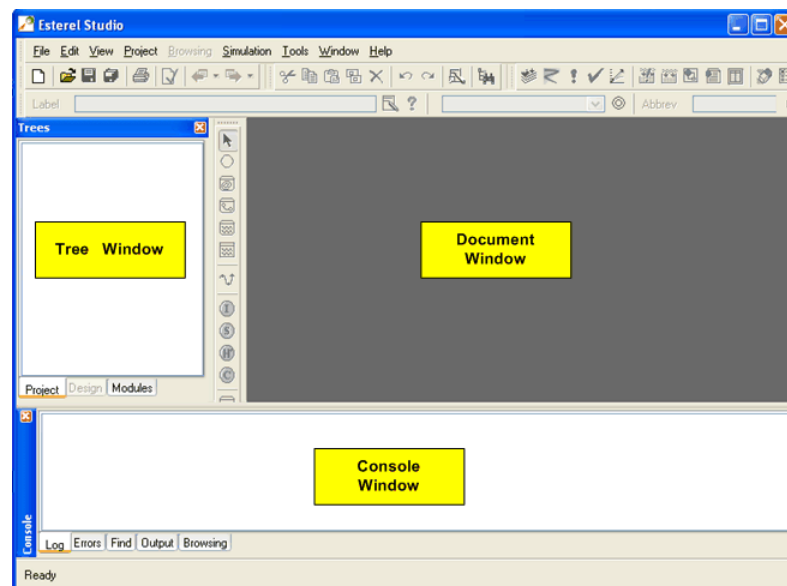 Esterel Studio
File Edit View Project Browsing Simulation Tools Window Help
Label
?
Abbrev
Trees
Tree Window
Document
Window
I
S
H
C
Project Design Modules
Console
Window
Console
Log Errors Find Output Browsing
Ready